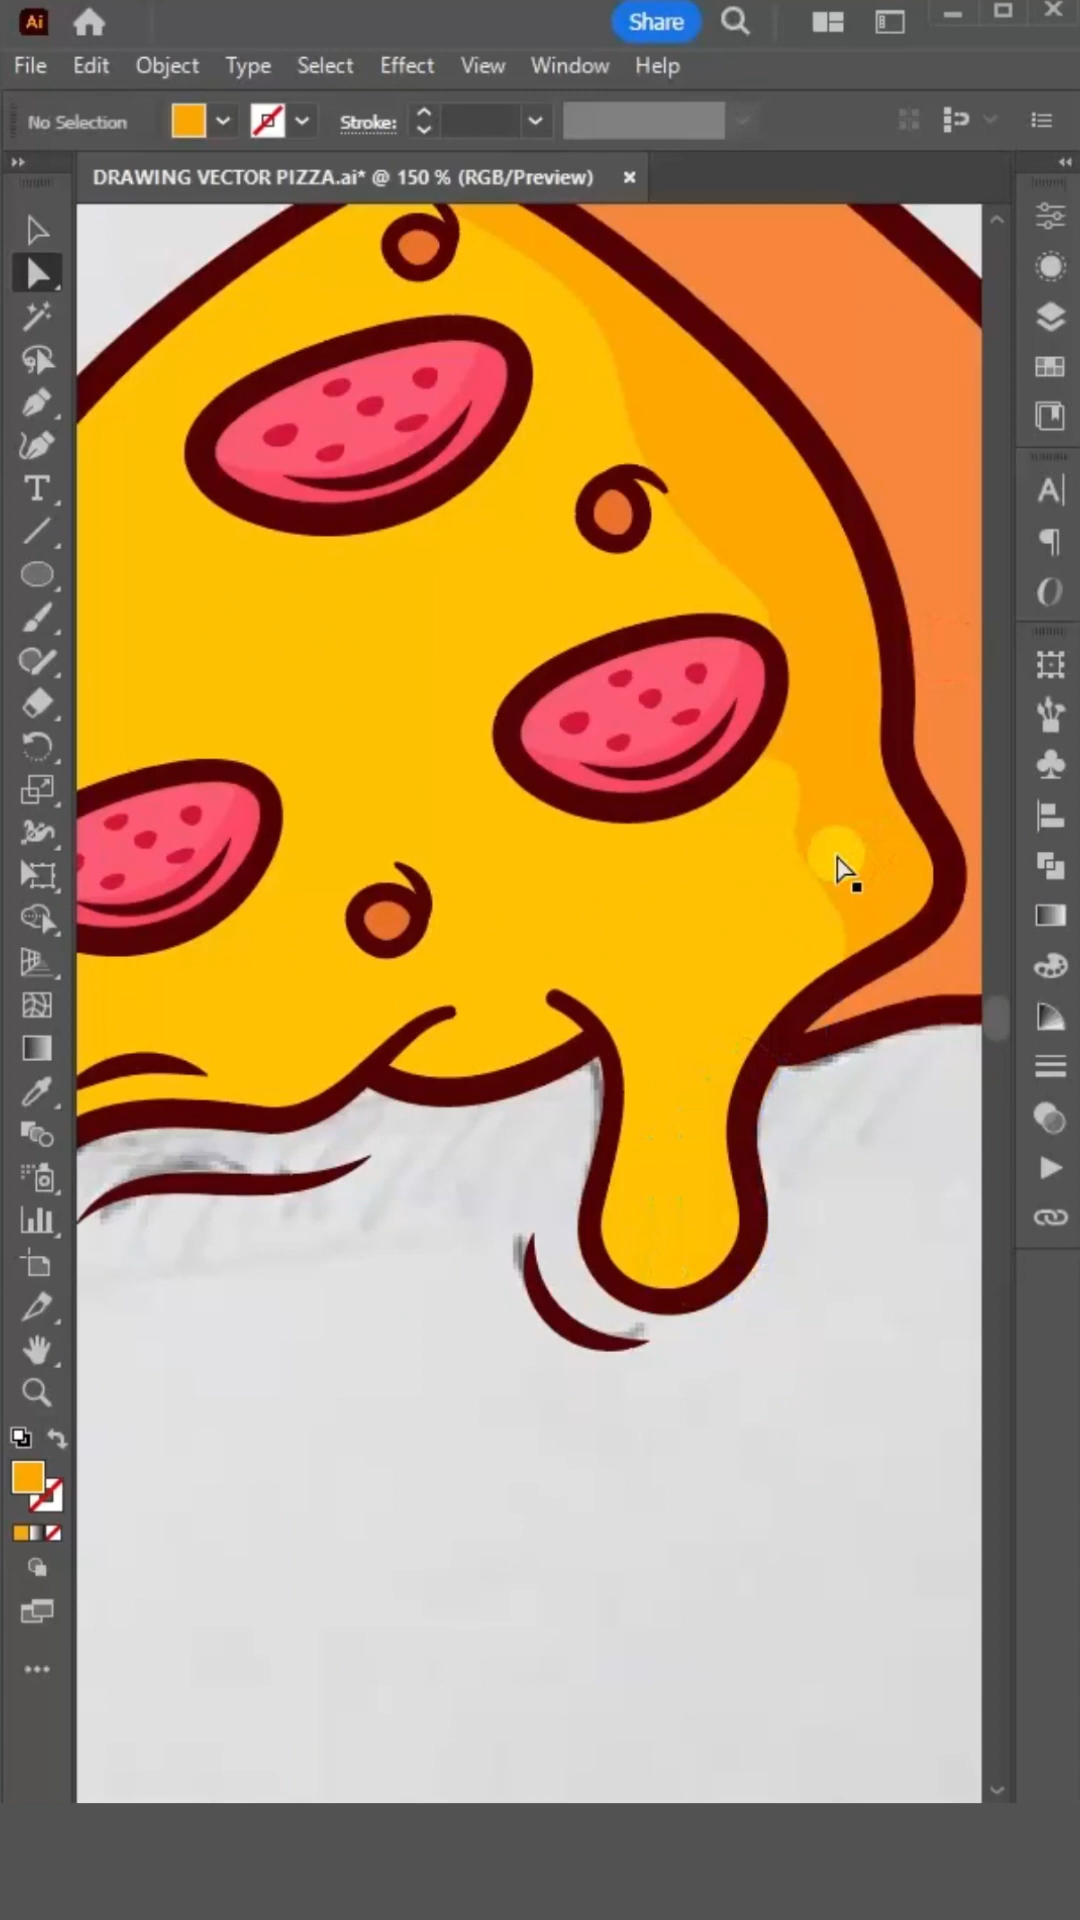 Ai
Share
File Edit Object Type Select Effect View Window Help
No Selection Stroke:
DRAWING VECTOR PIZZA.ai* @ 150 % (RGB/Preview) ×